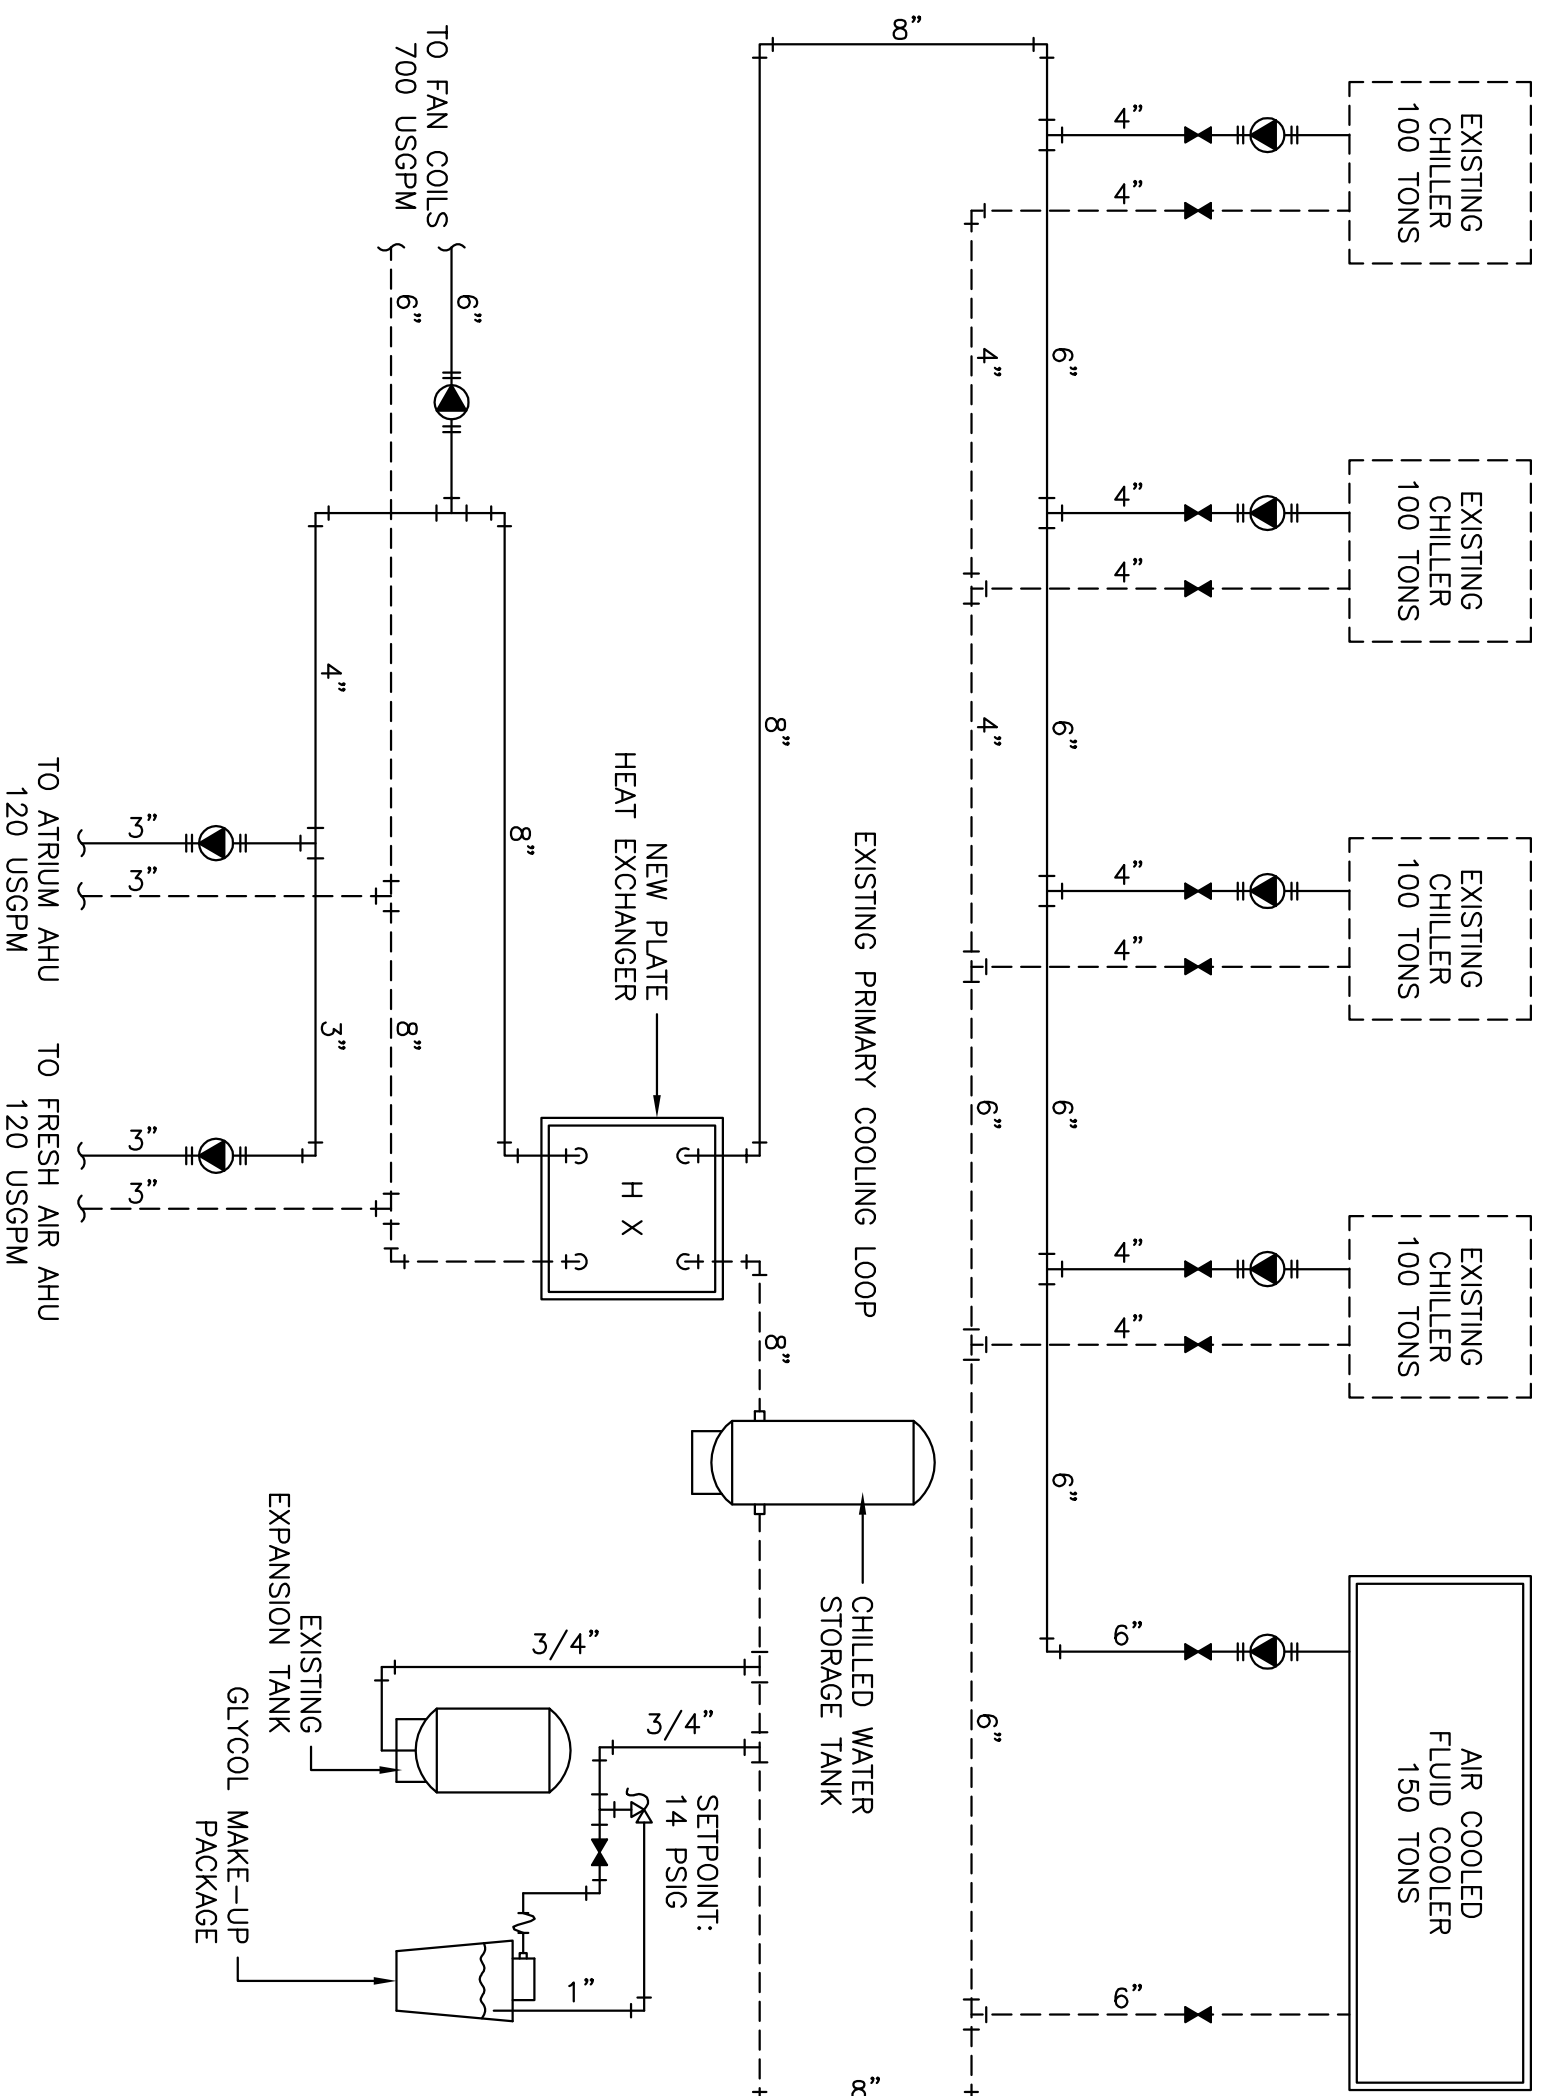 EXISTING
CHILLER
100 TONS
EXISTING
CHILLER
100 TONS
EXISTING
CHILLER
100 TONS
EXISTING
CHILLER
100 TONS
AIR COOLED
FLUID COOLER
150 TONS
4"
4"
4"
4"
4"
4"
4"
4"
6"
6"
6"
6"
6"
6"
4"
4"
6"
6"
8"
8"
EXISTING PRIMARY COOLING LOOP
CHILLED WATER
STORAGE TANK
8"
8"
NEW PLATE
HEAT EXCHANGER
H X
SETPOINT:
14 PSIG
3/4"
3/4"
1"
8"
TO FAN COILS
700 USGPM
6"
6"
4"
3"
8"
EXISTING
EXPANSION TANK
GLYCOL MAKE-UP
PACKAGE
3"
3"
3"
3"
TO ATRIUM AHU
120 USGPM
TO FRESH AIR AHU
120 USGPM